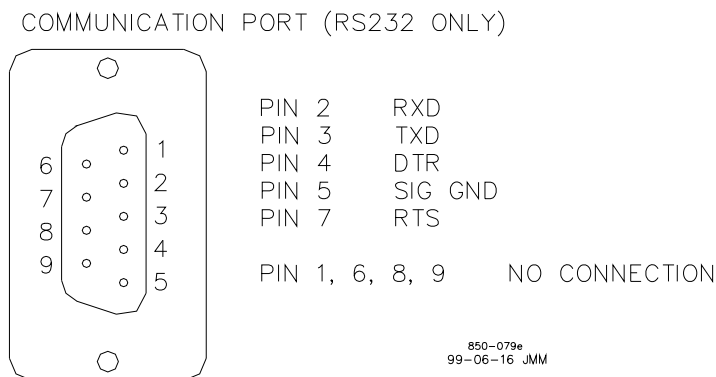 COMMUNICATION PORT (RS232 ONLY)
1
6
2
7
3
8
4
9
5
PIN 2 RXD
PIN 3 TXD
PIN 4 DTR
PIN 5 SIG GND
PIN 7 RTS
PIN 1, 6, 8, 9 NO CONNECTION
850-079e
99-06-16 JMM